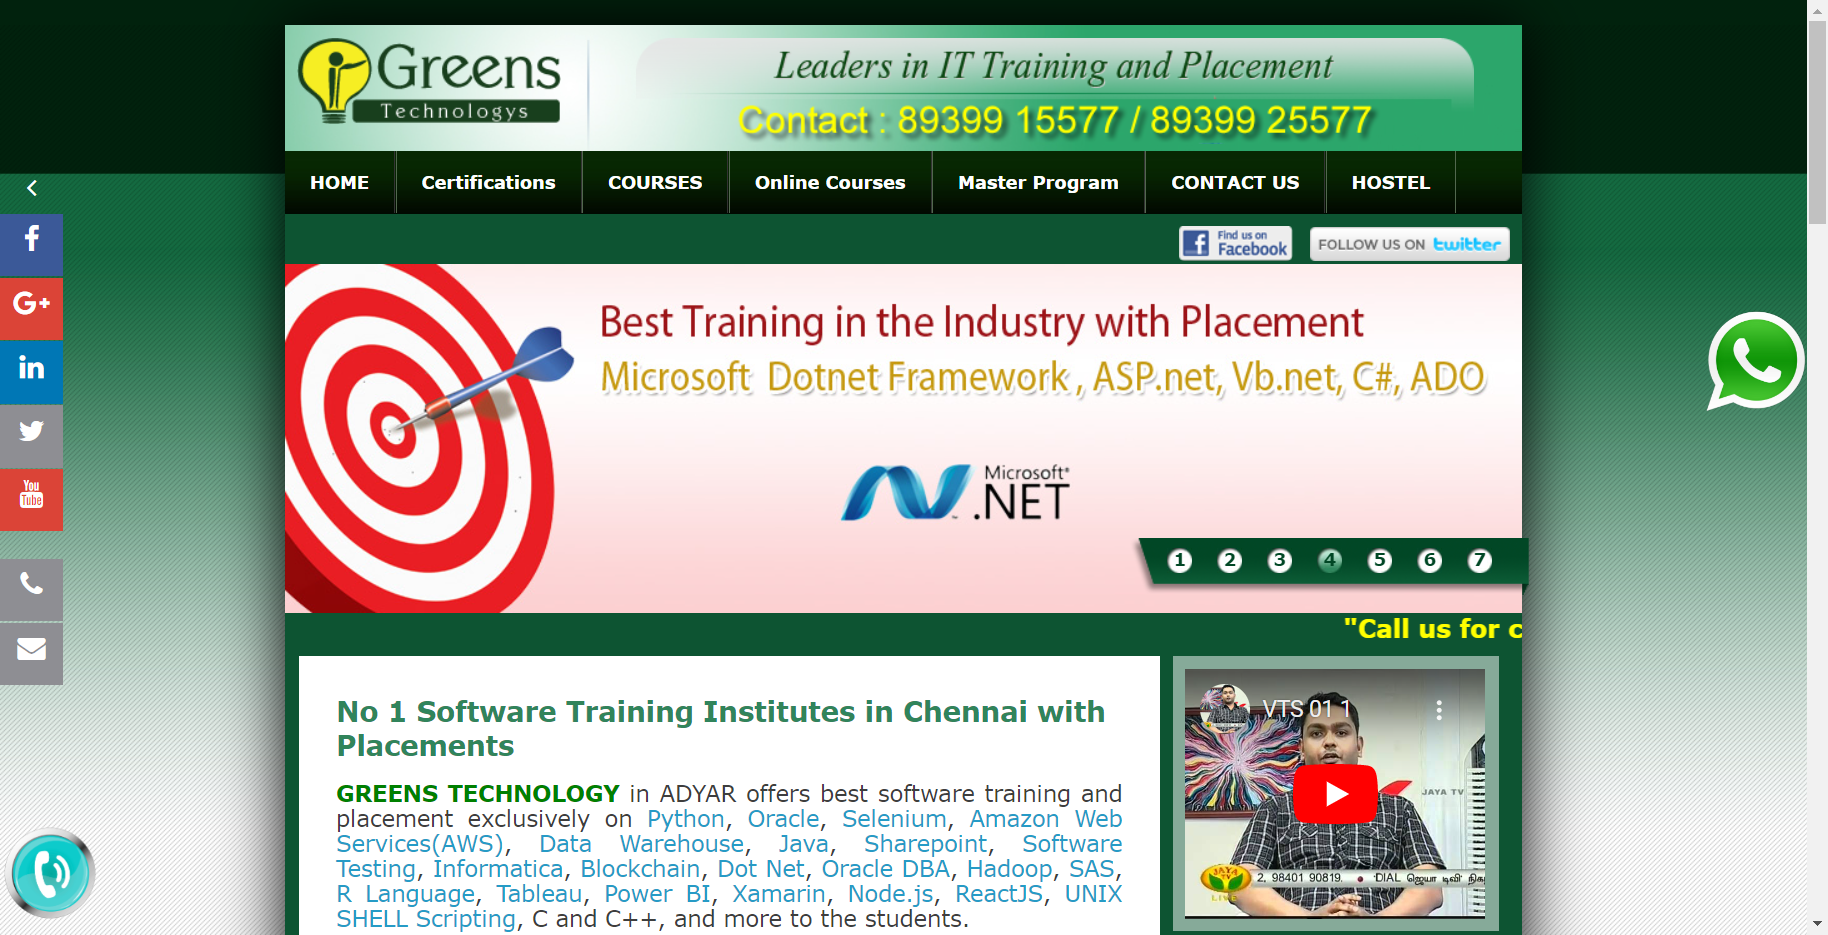 Greens
Technologys
Leaders in IT Training and Placement
Contact : 89399 15577 / 89399 25577
HOME
Certifications
COURSES
Online Courses
Master Program
CONTACT US
HOSTEL
Find us on
Facebook
FOLLOW US ON twitter
G+
in
You
Tube
Best Training in the Industry with Placement
Microsoft Dotnet Framework , ASP.net, Vb.net, C#, ADO
Microsoft®
.NET
1 2 3 4 5 6 7
"Call us for c
No 1 Software Training Institutes in Chennai with
Placements
GREENS TECHNOLOGY in ADYAR offers best software training and
placement exclusively on Python, Oracle, Selenium, Amazon Web
Services(AWS), Data Warehouse, Java, Sharepoint, Software
Testing, Informatica, Blockchain, Dot Net, Oracle DBA, Hadoop, SAS,
R Language, Tableau, Power BI, Xamarin, Node.js, ReactJS, UNIX
SHELL Scripting, C and C++, and more to the students.
VTS 01 1
JAYA TV
JAYA
TV
LIVE
2, 98401 90819. • 'DIAL ஜெயா டிவி' நிக